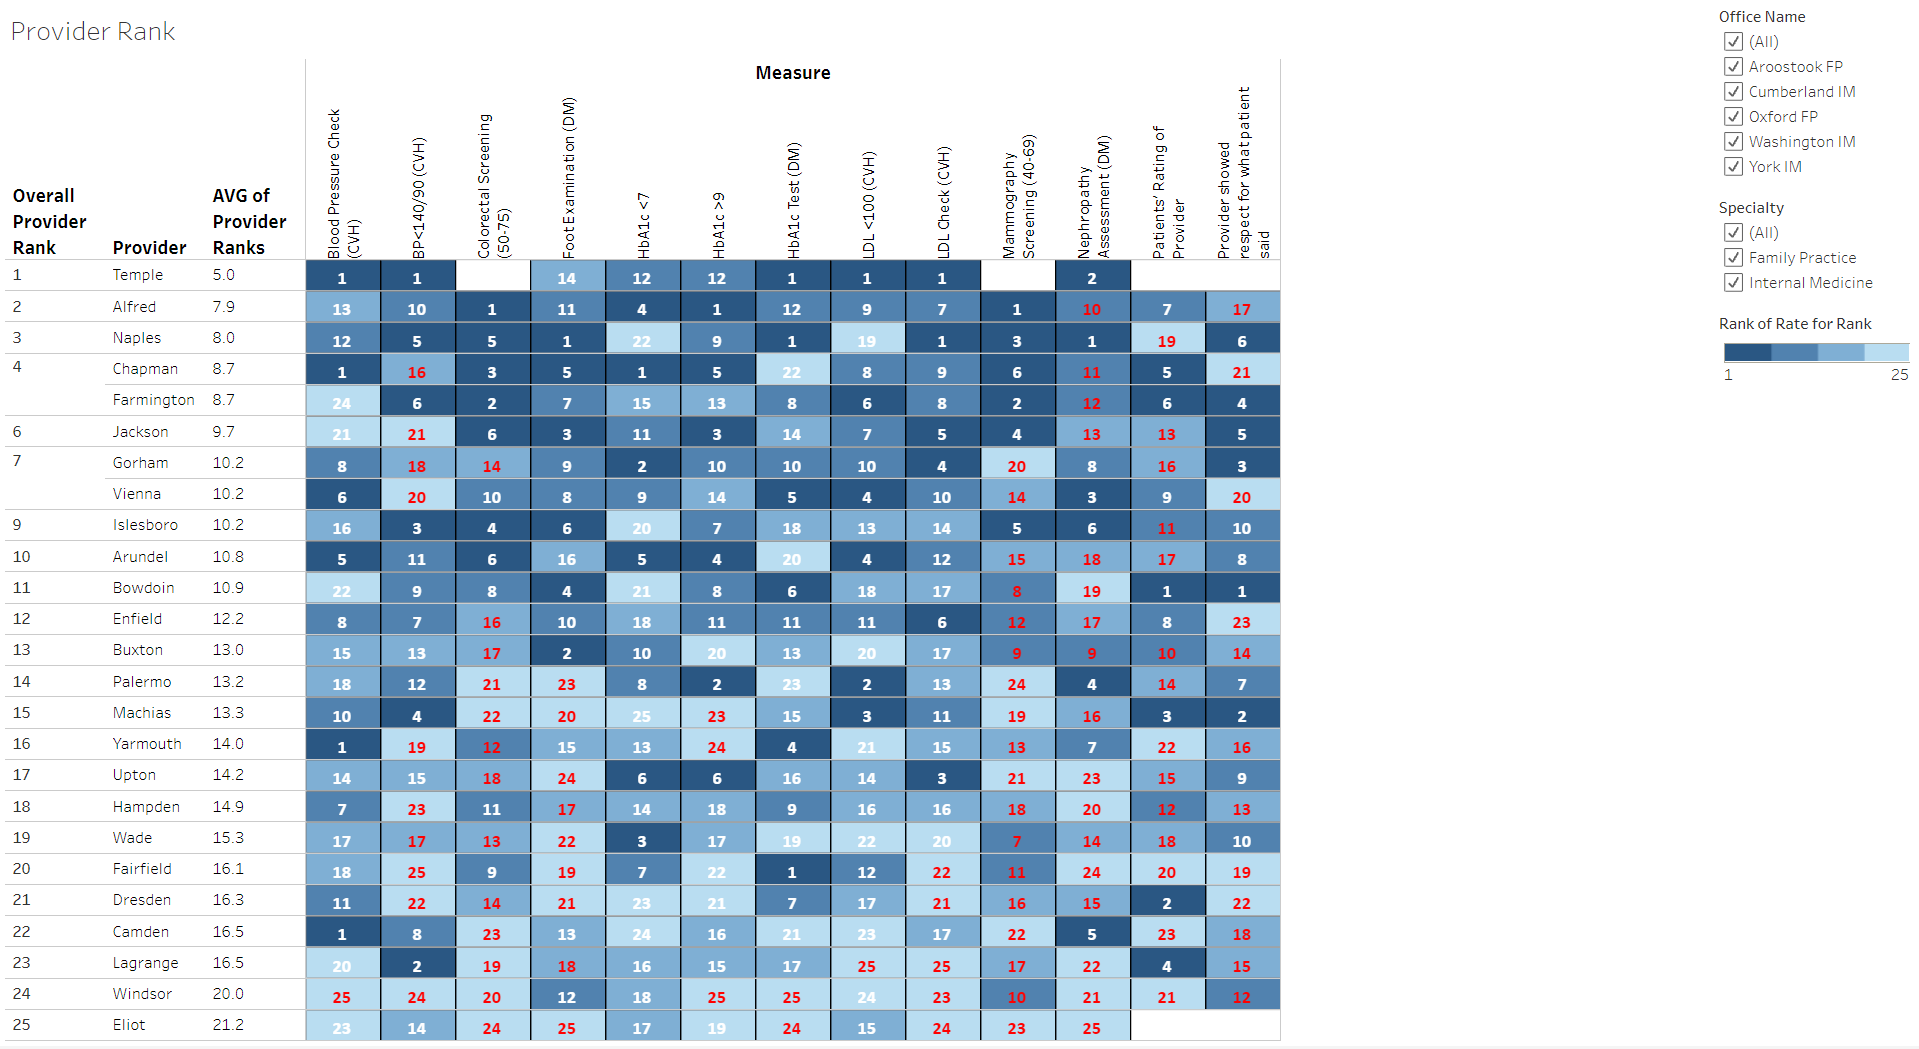 Provider Rank
Measure
Overall Provider Rank
Provider
AVG of Provider Ranks
Blood Pressure Check (CVH)
BP<140/90 (CVH)
Colorectal Screening (50-75)
Foot Examination (DM)
HbA1c <7
HbA1c >9
HbA1c Test (DM)
LDL <100 (CVH)
LDL Check (CVH)
Mammography Screening (40-69)
Nephropathy Assessment (DM)
Patients' Rating of Provider
Provider showed respect for what patient said
1 Temple 5.0 1 1 14 12 12 1 1 1 2
2 Alfred 7.9 13 10 1 11 4 1 12 9 7 1 10 7 17
3 Naples 8.0 12 5 5 1 22 9 1 19 1 3 1 19 6
4 Chapman 8.7 1 16 3 5 1 5 22 8 9 6 11 5 21
Farmington 8.7 24 6 2 7 15 13 8 6 8 2 12 6 4
6 Jackson 9.7 21 21 6 3 11 3 14 7 5 4 13 13 5
7 Gorham 10.2 8 18 14 9 2 10 10 10 4 20 8 16 3
Vienna 10.2 6 20 10 8 9 14 5 4 10 14 3 9 20
9 Islesboro 10.2 16 3 4 6 20 7 18 13 14 5 6 11 10
10 Arundel 10.8 5 11 6 16 5 4 20 4 12 15 18 17 8
11 Bowdoin 10.9 22 9 8 4 21 8 6 18 17 8 19 1 1
12 Enfield 12.2 8 7 16 10 18 11 11 11 6 12 17 8 23
13 Buxton 13.0 15 13 17 2 10 20 13 20 17 9 9 10 14
14 Palermo 13.2 18 12 21 23 8 2 23 2 13 24 4 14 7
15 Machias 13.3 10 4 22 20 25 23 15 3 11 19 16 3 2
16 Yarmouth 14.0 1 19 12 15 13 24 4 21 15 13 7 22 16
17 Upton 14.2 14 15 18 24 6 6 16 14 3 21 23 15 9
18 Hampden 14.9 7 23 11 17 14 18 9 16 16 18 20 12 13
19 Wade 15.3 17 17 13 22 3 17 19 22 20 7 14 18 10
20 Fairfield 16.1 18 25 9 19 7 22 1 12 22 11 24 20 19
21 Dresden 16.3 11 22 14 21 23 21 7 17 21 16 15 2 22
22 Camden 16.5 1 8 23 13 24 16 21 23 17 22 5 23 18
23 Lagrange 16.5 20 2 19 18 16 15 17 25 25 17 22 4 15
24 Windsor 20.0 25 24 20 12 18 25 25 24 23 10 21 21 12
25 Eliot 21.2 23 14 24 25 17 19 24 15 24 23 25
Office Name
(All)
Aroostook FP
Cumberland IM
Oxford FP
Washington IM
York IM
Specialty
(All)
Family Practice
Internal Medicine
Rank of Rate for Rank
1 25